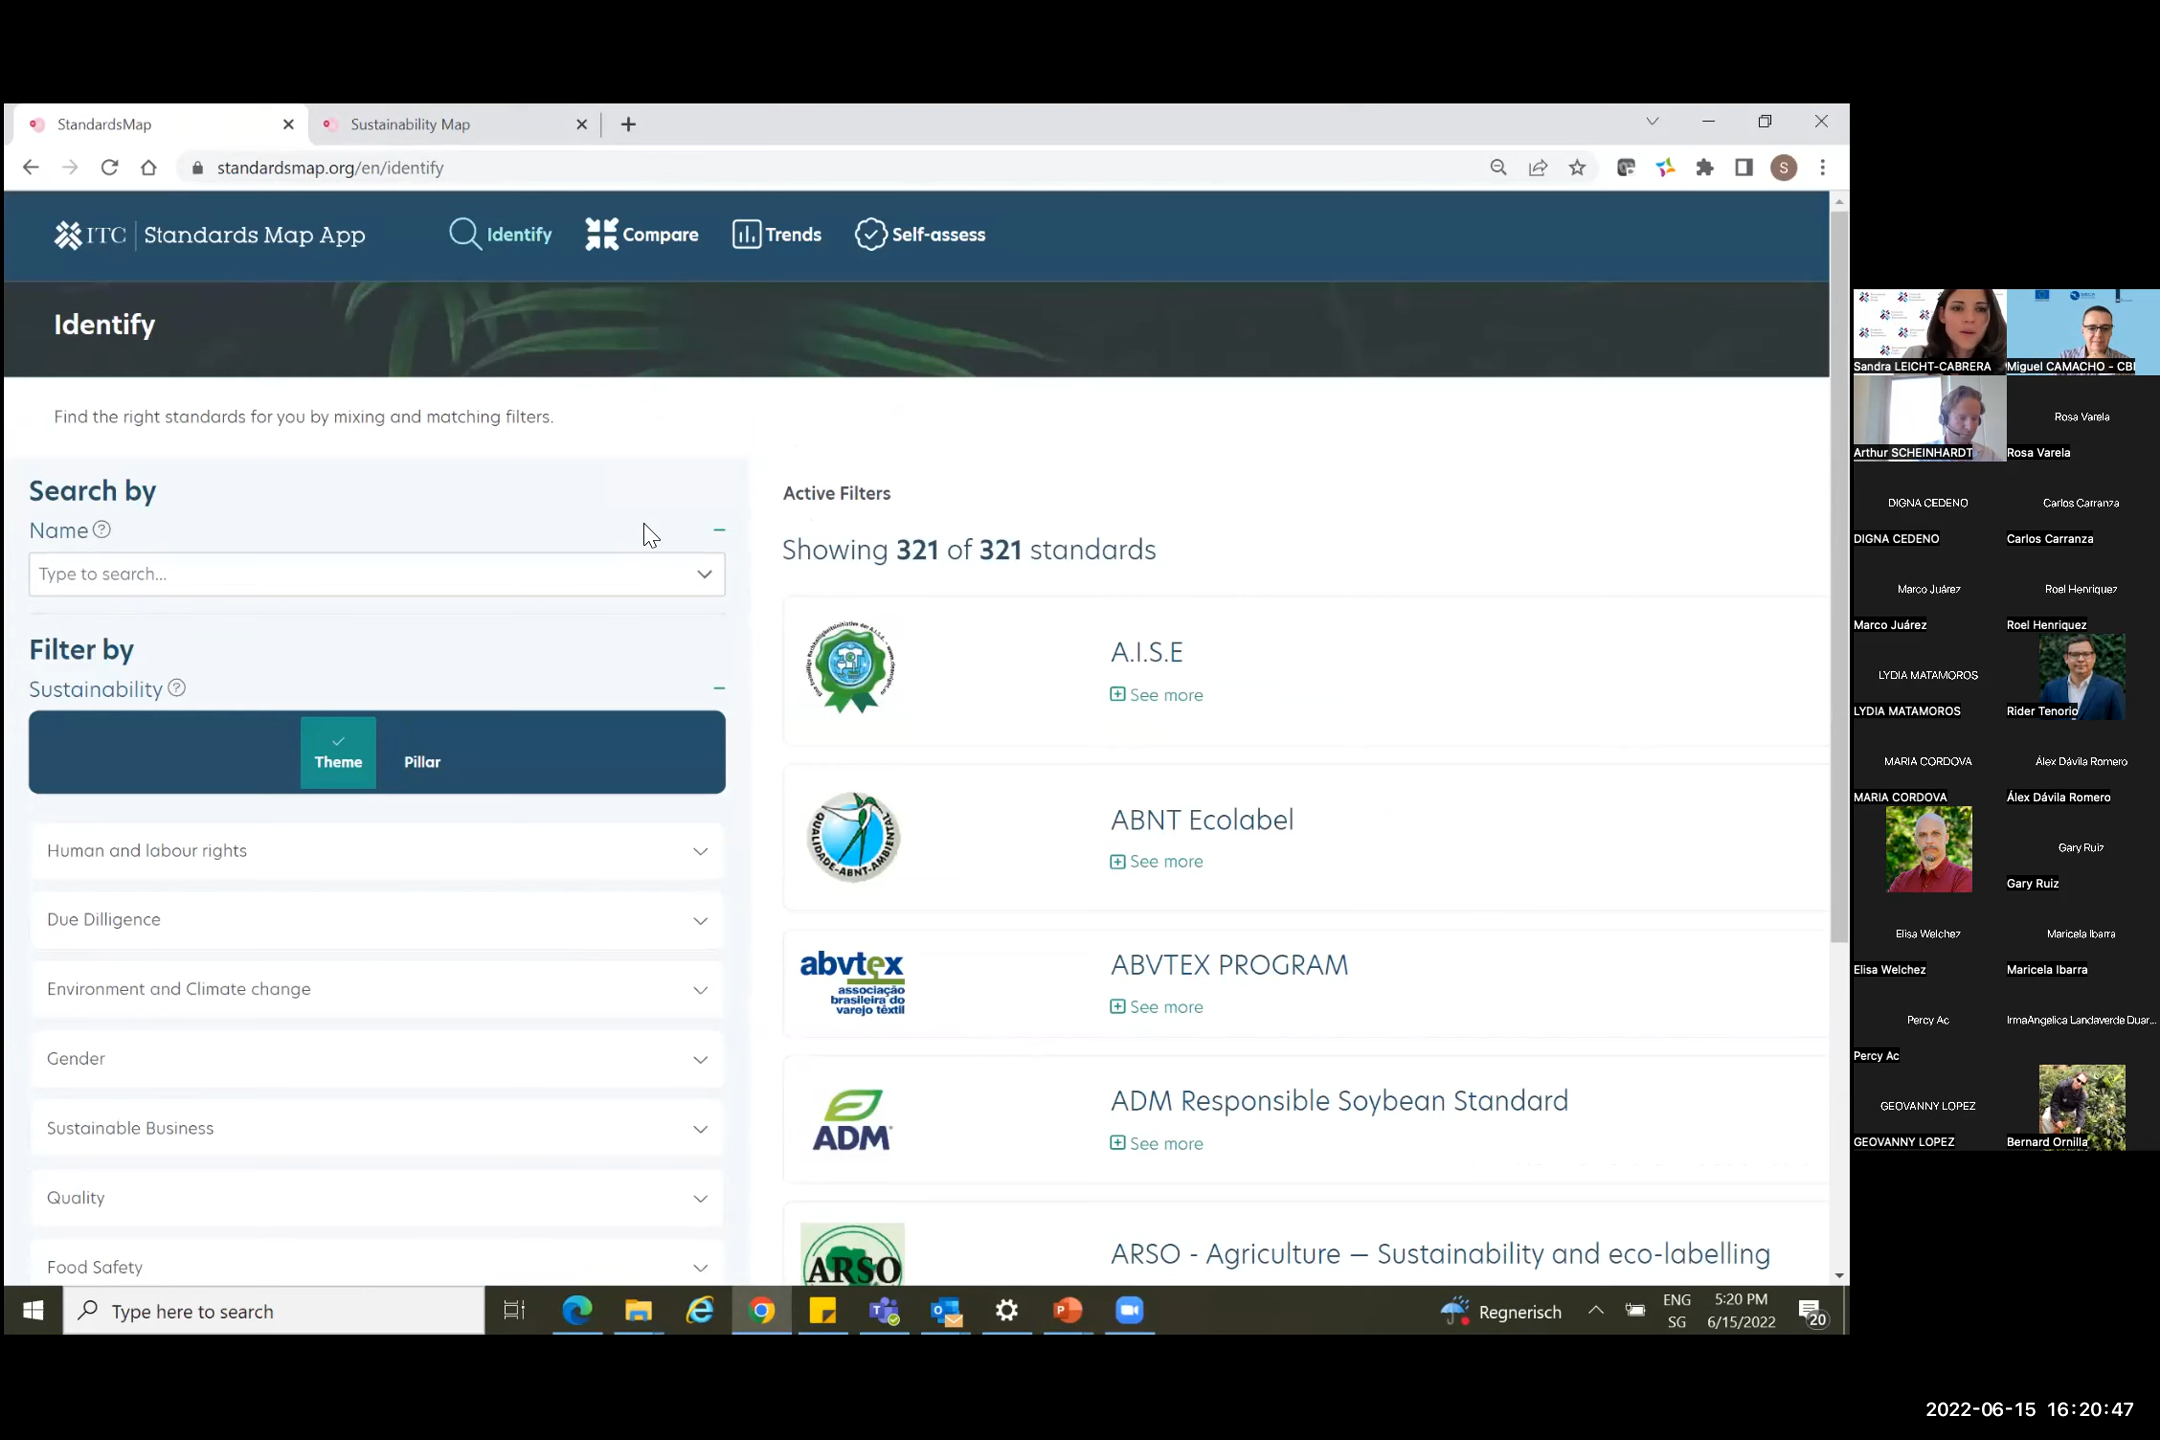 StandardsMap
Sustainability Map
standardsmap.org/en/identify
S
ITC | Standards Map App
Identify
Compare
Trends
Self-assess
Identify
Find the right standards for you by mixing and matching filters.
Search by
Name
Type to search...
Filter by
Sustainability
Theme
Pillar
Human and labour rights
Due Dilligence
Environment and Climate change
Gender
Sustainable Business
Quality
Food Safety
Active Filters
Showing 321 of 321 standards
A.I.S.E
See more
QUALIDADE-ABNT-AMBIENTAL
ABNT Ecolabel
See more
abvtex
associação
brasileira do
varejo têxtil
ABVTEX PROGRAM
See more
ADM
ADM Responsible Soybean Standard
See more
ARSO
ARSO - Agriculture — Sustainability and eco-labelling
Type here to search
Regnerisch
ENG
SG
5:20 PM
6/15/2022
20
Sandra LEICHT-CABRERA
Miguel CAMACHO - CBI
Arthur SCHEINHARDT
Rosa Varela
Rosa Varela
DIGNA CEDENO
DIGNA CEDENO
Carlos Carranza
Carlos Carranza
Marco Juárez
Marco Juárez
Roel Henriquez
Roel Henriquez
LYDIA MATAMOROS
LYDIA MATAMOROS
Rider Tenorio
MARIA CORDOVA
MARIA CORDOVA
Álex Dávila Romero
Álex Dávila Romero
Gary Ruiz
Gary Ruiz
Elisa Welchez
Elisa Welchez
Maricela Ibarra
Maricela Ibarra
Percy Ac
Percy Ac
IrmaAngelica Landaverde Duar...
GEOVANNY LOPEZ
GEOVANNY LOPEZ
Bernard Ornilla
2022-06-15 16:20:47